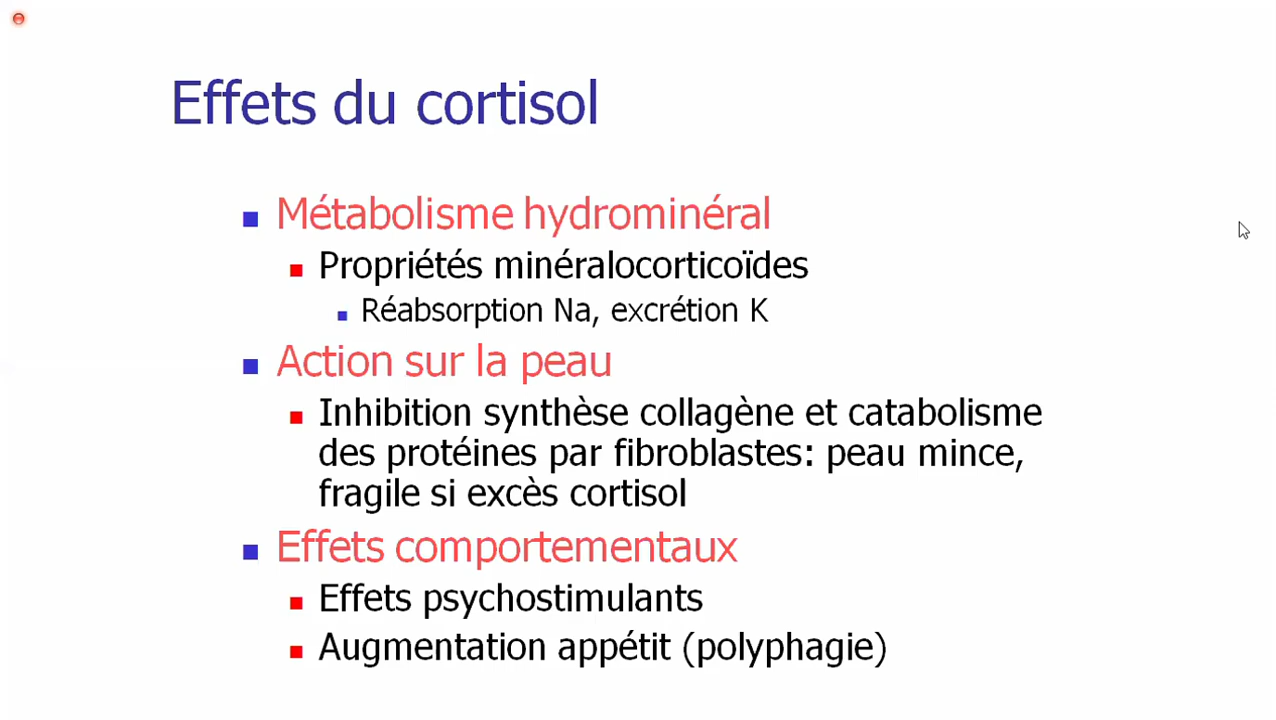 Effets du cortisol
Métabolisme hydrominéral
Propriétés minéralocorticoïdes
Réabsorption Na, excrétion K
Action sur la peau
Inhibition synthèse collagène et catabolisme
des protéines par fibroblastes: peau mince,
fragile si excès cortisol
Effets comportementaux
Effets psychostimulants
Augmentation appétit (polyphagie)